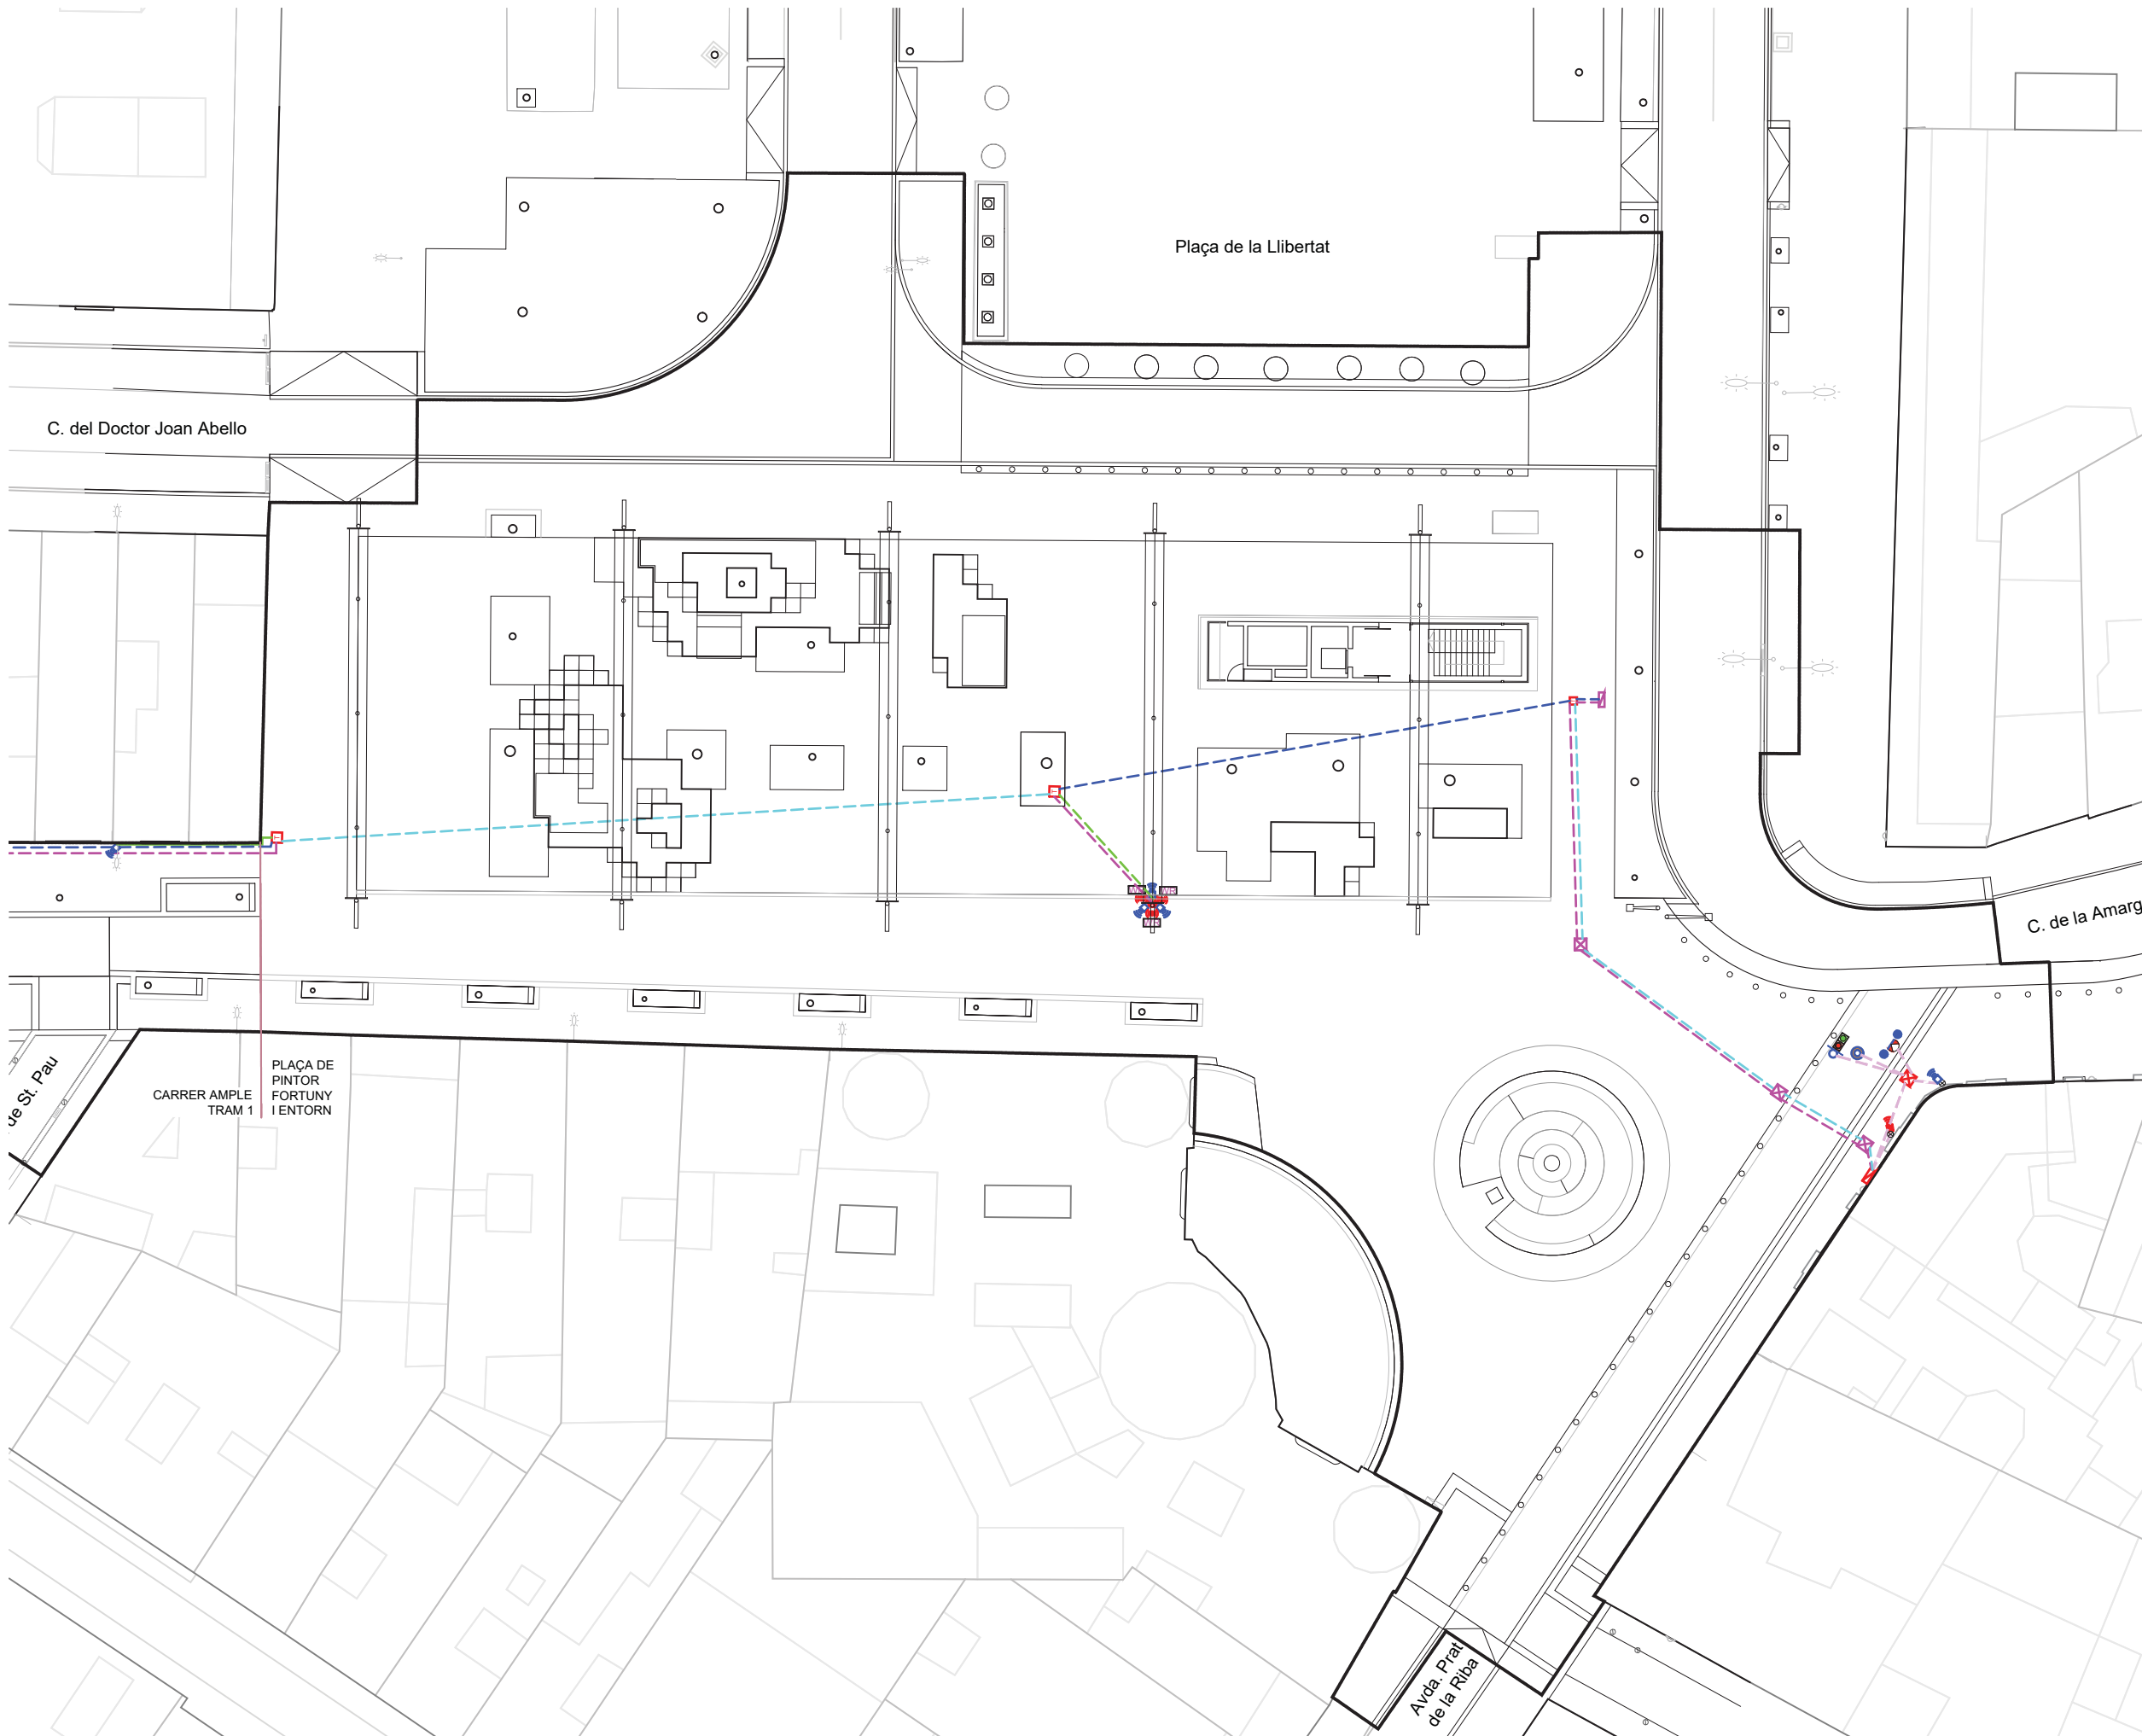 Plaça de la Llibertat
C. del Doctor Joan Abello
C. de la Amarg
de St. Pau
CARRER AMPLE
TRAM 1
PLAÇA DE
PINTOR
FORTUNY
I ENTORN
Avda. Prat
de la Riba